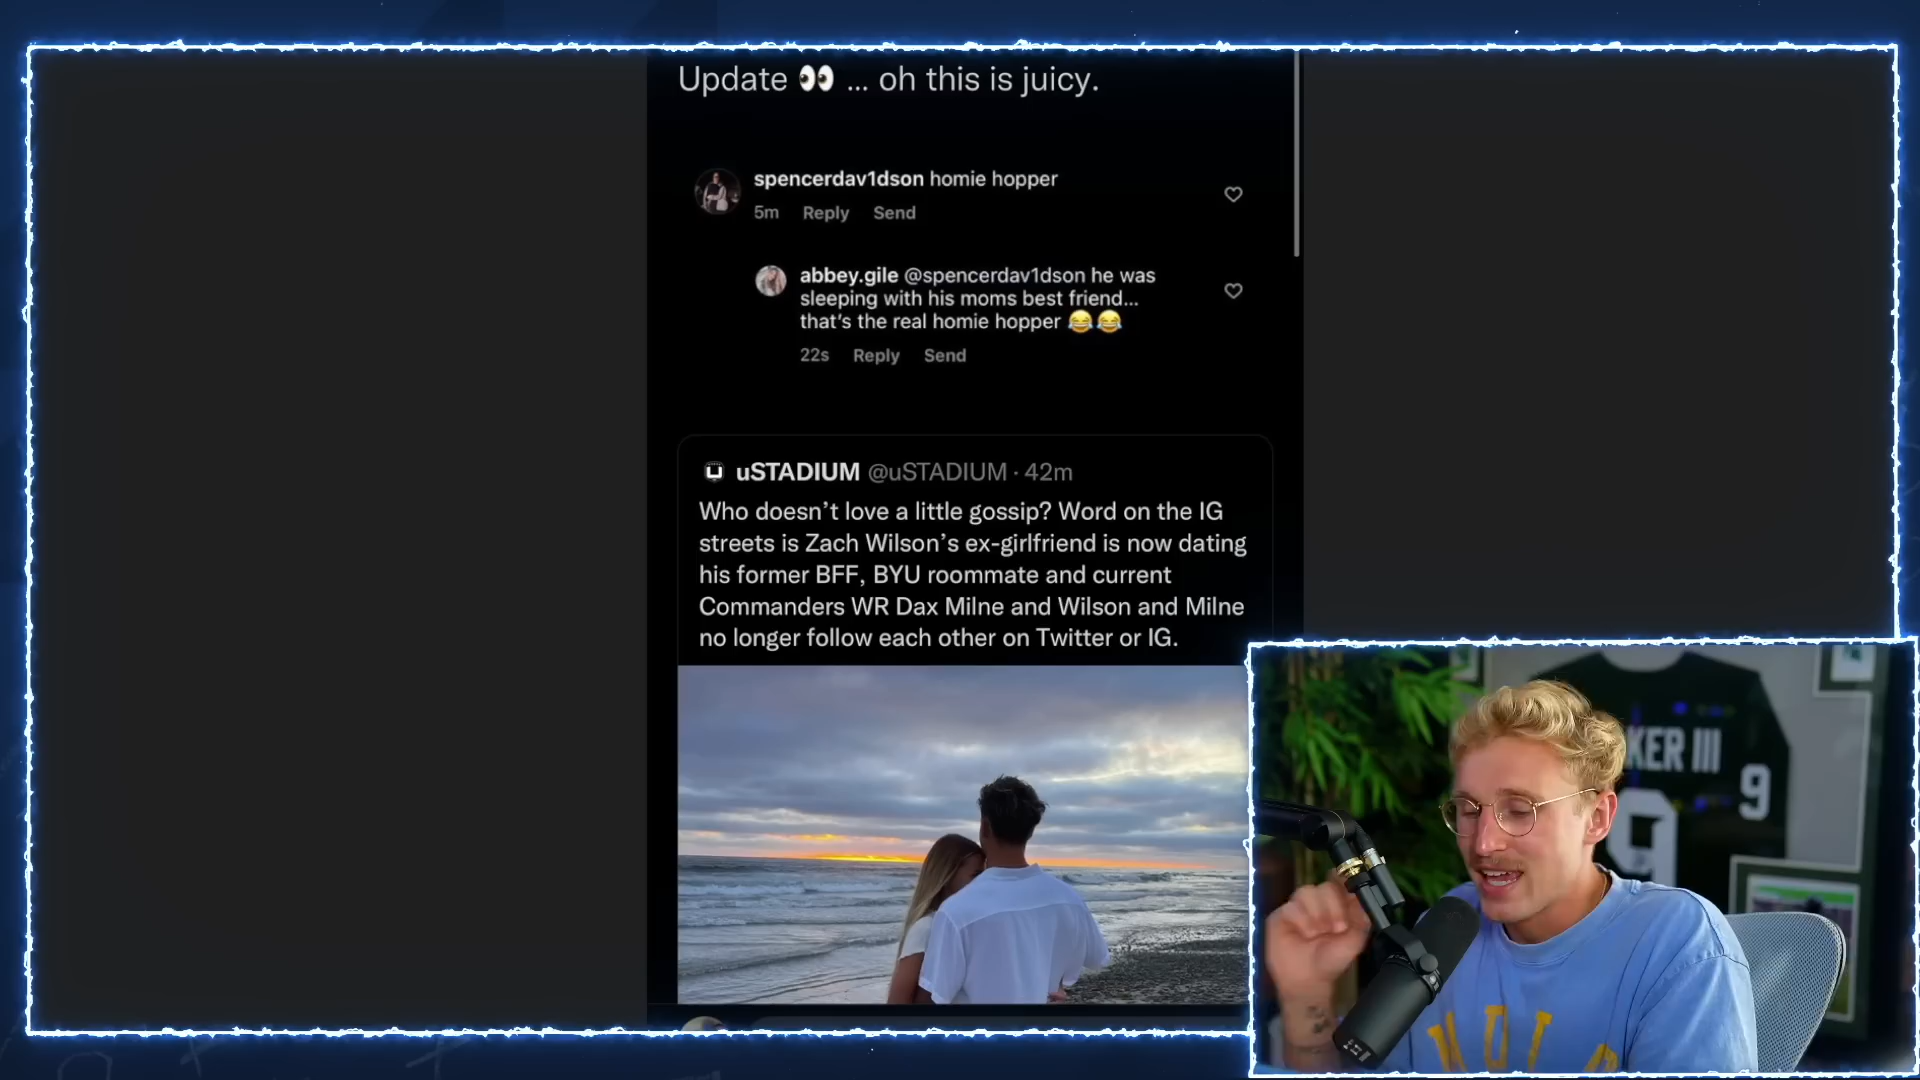 Update 👀 ... oh this is juicy.
spencerdav1dson homie hopper
5m Reply Send
abbey.gile @spencerdav1dson he was
sleeping with his moms best friend...
that's the real homie hopper 😂😂
22s Reply Send
uSTADIUM @uSTADIUM · 42m
Who doesn't love a little gossip? Word on the IG
streets is Zach Wilson's ex-girlfriend is now dating
his former BFF, BYU roommate and current
Commanders WR Dax Milne and Wilson and Milne
no longer follow each other on Twitter or IG.
KER III
9
9